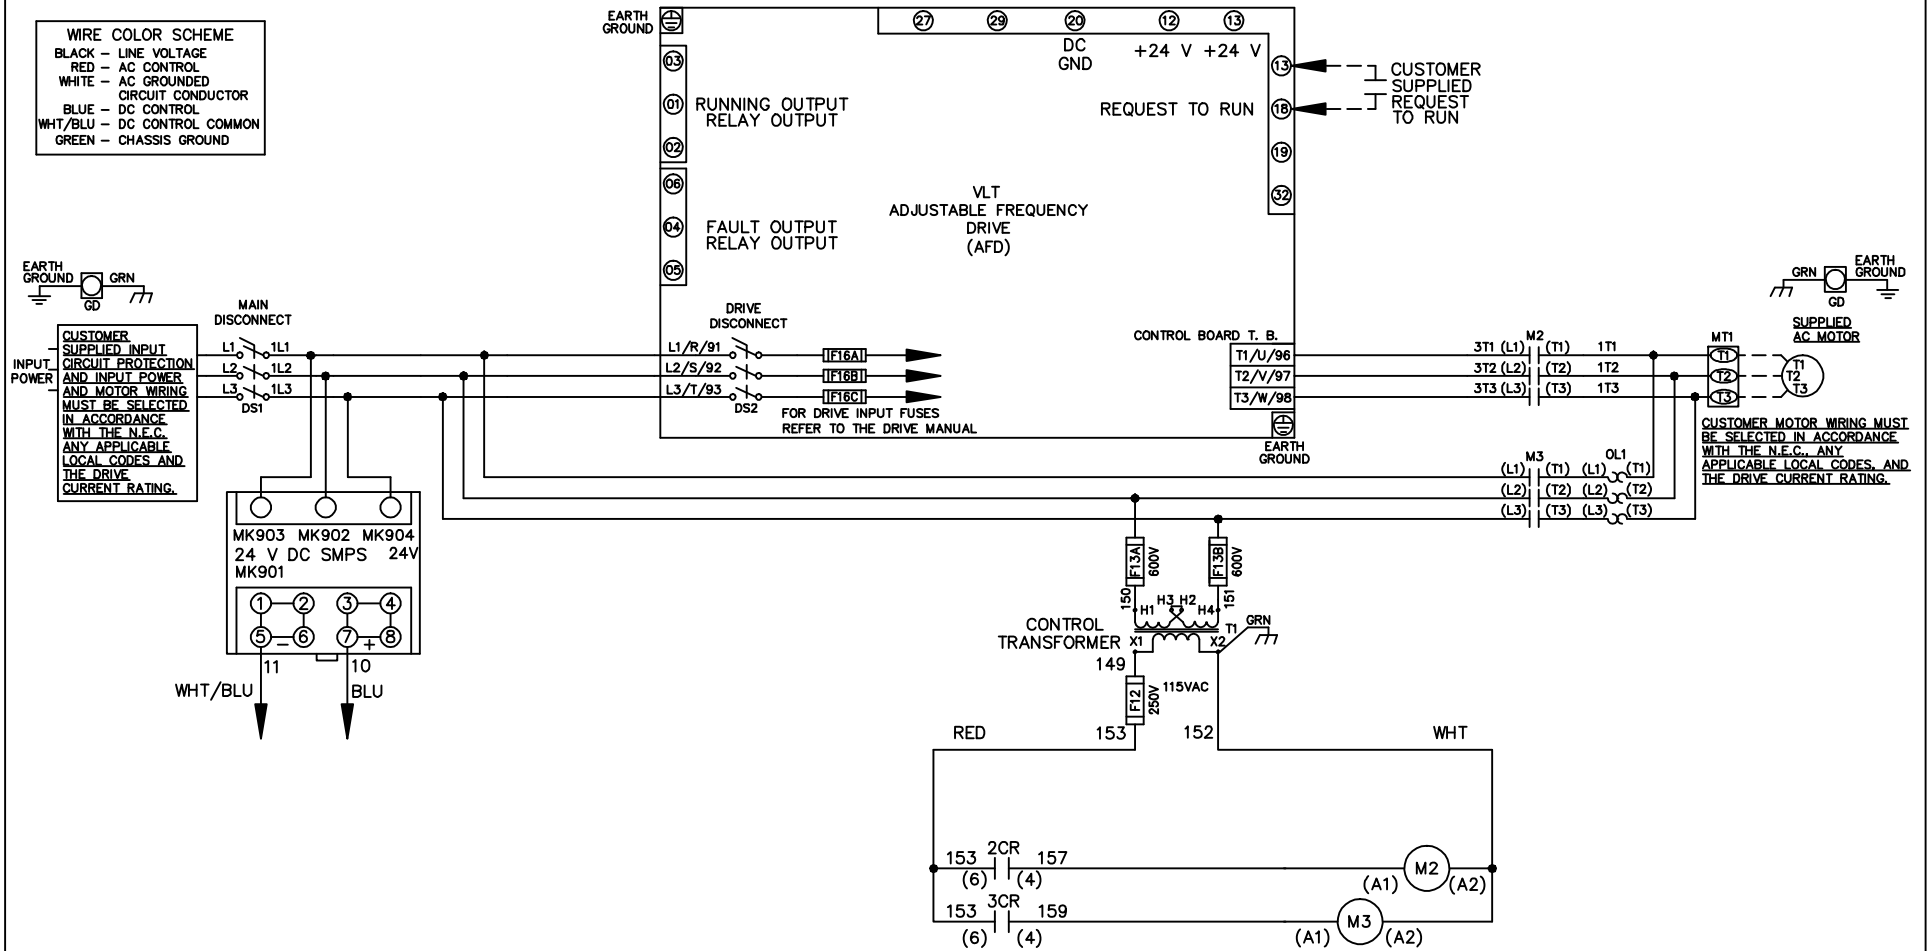 WIRE COLOR SCHEME
BLACK – LINE VOLTAGE
RED – AC CONTROL
WHITE – AC GROUNDED
CIRCUIT CONDUCTOR
BLUE – DC CONTROL
WHT/BLU – DC CONTROL COMMON
GREEN – CHASSIS GROUND
EARTH
GROUND
27 29 20 12 13
DC
GND
+24 V +24 V
03
01
02
RUNNING OUTPUT
RELAY OUTPUT
06
04
05
FAULT OUTPUT
RELAY OUTPUT
VLT
ADJUSTABLE FREQUENCY
DRIVE
(AFD)
REQUEST TO RUN
13
18
19
32
CUSTOMER
SUPPLIED
REQUEST
TO RUN
EARTH
GROUND
GRN
GD
INPUT
POWER
CUSTOMER
SUPPLIED INPUT
CIRCUIT PROTECTION
AND INPUT POWER
AND MOTOR WIRING
MUST BE SELECTED
IN ACCORDANCE
WITH THE N.E.C.
ANY APPLICABLE
LOCAL CODES AND
THE DRIVE
CURRENT RATING.
MAIN
DISCONNECT
L1 1L1
L2 1L2
L3 1L3
DS1
DRIVE
DISCONNECT
L1/R/91
L2/S/92
L3/T/93
DS2
F16A
F16B
F16C
FOR DRIVE INPUT FUSES
REFER TO THE DRIVE MANUAL
CONTROL BOARD T. B.
T1/U/96
T2/V/97
T3/W/98
EARTH
GROUND
M2
3T1 (L1) (T1) 1T1
3T2 (L2) (T2) 1T2
3T3 (L3) (T3) 1T3
MT1
T1
T2
T3
GRN
EARTH
GROUND
GD
SUPPLIED
AC MOTOR
T1
T2
T3
CUSTOMER MOTOR WIRING MUST
BE SELECTED IN ACCORDANCE
WITH THE N.E.C., ANY
APPLICABLE LOCAL CODES, AND
THE DRIVE CURRENT RATING.
M3 OL1
(L1) (T1) (L1) (T1)
(L2) (T2) (L2) (T2)
(L3) (T3) (L3) (T3)
MK903 MK902 MK904
24 V DC SMPS 24V
MK901
1 2 3 4
5 – 6 7 + 8
11 10
WHT/BLU BLU
F13A
600V
F13B
600V
150
151
H1 H3 H2 H4
CONTROL
TRANSFORMER
X1 X2
T1
GRN
149
F12
250V
115VAC
153 152
RED WHT
153 2CR 157
(6) (4)
M2
(A1) (A2)
153 3CR 159
(6) (4)
M3
(A1) (A2)